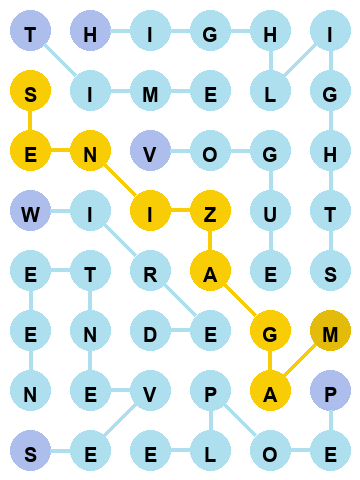 T H I G H I
S I M E L G
E N V O G H
W I I Z U T
E T R A E S
E N D E G M
N E V P A P
S E E L O E